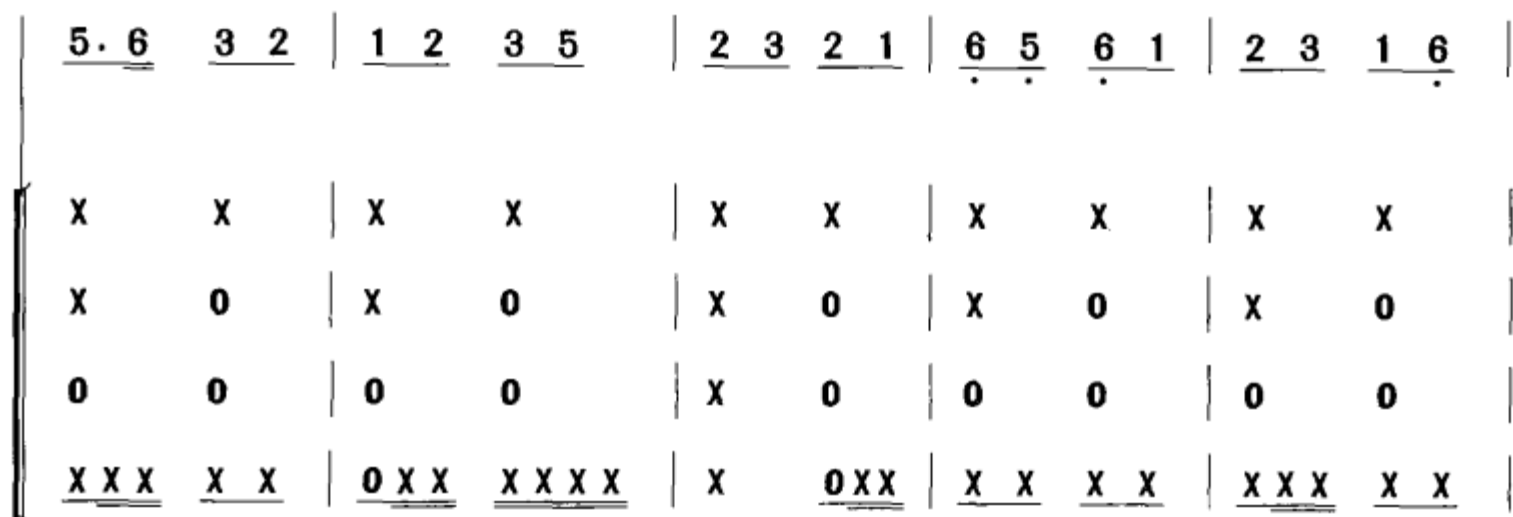 5. 6 3 2 | 1 2 3 5 | 2 3 2 1 | 6̣ 5̣ 6̣ 1 | 2 3 1 6̣ |
X X | X X | X X | X X | X X |
X 0 | X 0 | X 0 | X 0 | X 0 |
0 0 | 0 0 | X 0 | 0 0 | 0 0 |
X X X X X | 0 X X X X X X | X 0 X X | X X X X | X X X X X |